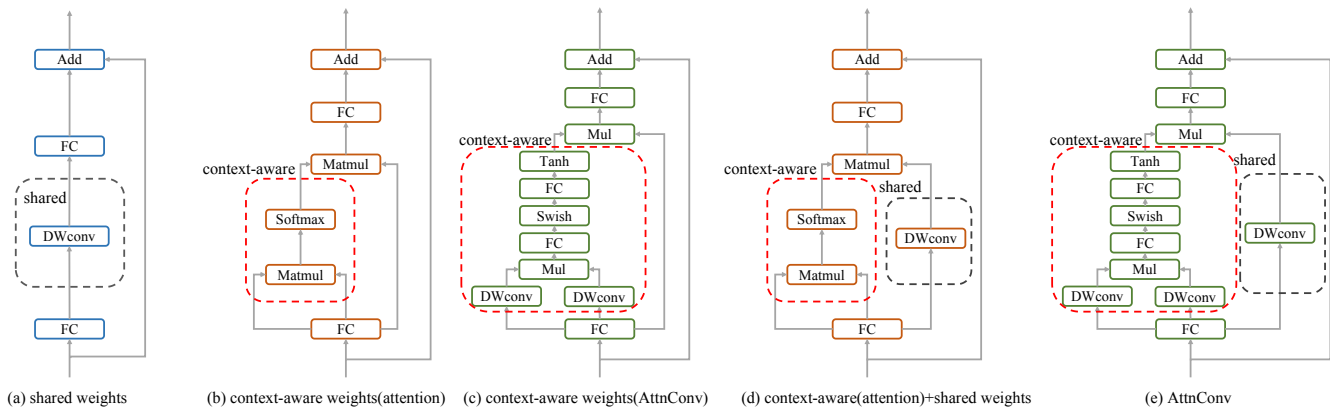 Add
FC
shared
DWconv
FC
(a) shared weights
Add
FC
Matmul
context-aware
Softmax
Matmul
FC
(b) context-aware weights(attention)
Add
FC
Mul
context-aware
Tanh
FC
Swish
FC
Mul
DWconv
DWconv
FC
(c) context-aware weights(AttnConv)
Add
FC
Matmul
context-aware
shared
Softmax
DWconv
Matmul
FC
(d) context-aware(attention)+shared weights
Add
FC
Mul
context-aware
Tanh
shared
FC
Swish
DWconv
FC
Mul
DWconv
DWconv
FC
(e) AttnConv